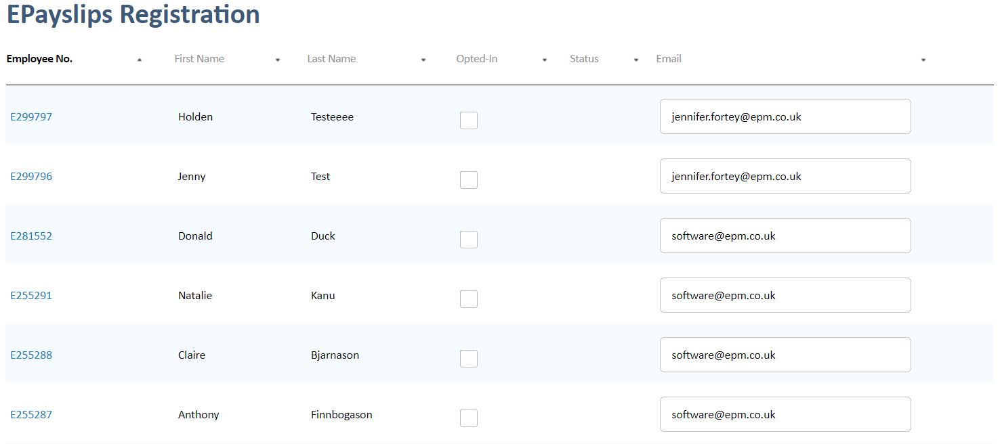 EPayslips Registration
Employee No. First Name Last Name Opted-In Status Email
E299797 Holden Testeeee jennifer.fortey@epm.co.uk
E299796 Jenny Test jennifer.fortey@epm.co.uk
E281552 Donald Duck software@epm.co.uk
E255291 Natalie Kanu software@epm.co.uk
E255288 Claire Bjarnason software@epm.co.uk
E255287 Anthony Finnbogason software@epm.co.uk